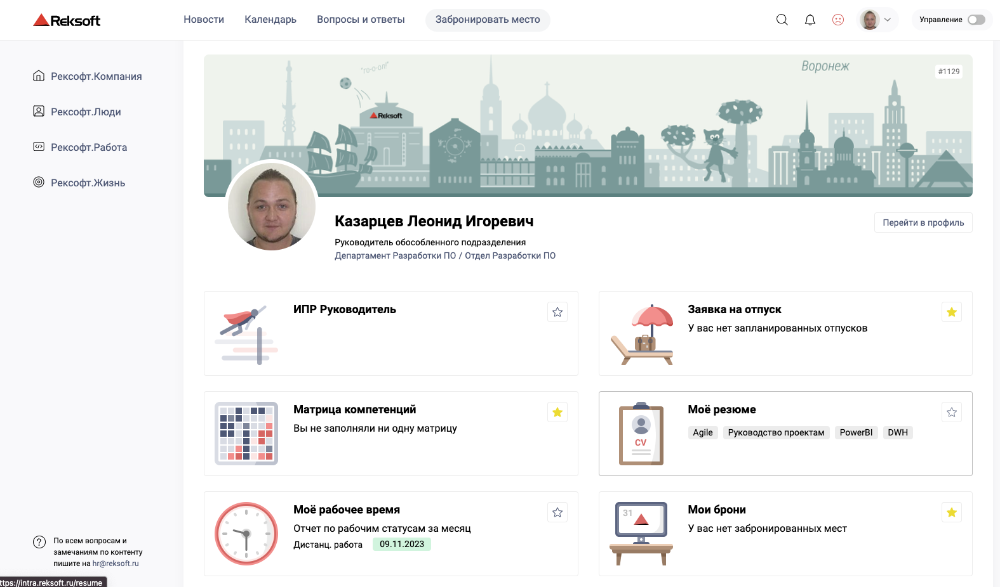 Reksoft
Новости
Календарь
Вопросы и ответы
Забронировать место
Управление
Рексофт.Компания
Рексофт.Люди
Рексофт.Работа
Рексофт.Жизнь
"го-о-ол!"
Воронеж
#1129
Reksoft
Казарцев Леонид Игоревич
Перейти в профиль
Руководитель обособленного подразделения
Департамент Разработки ПО / Отдел Разработки ПО
ИПР Руководитель
Заявка на отпуск
У вас нет запланированных отпусков
Матрица компетенций
Вы не заполняли ни одну матрицу
CV
Моё резюме
Agile
Руководство проектам
PowerBI
DWH
Моё рабочее время
Отчет по рабочим статусам за месяц
Дистанц. работа
09.11.2023
31
Мои брони
У вас нет забронированных мест
По всем вопросам и
замечаниям по контенту
пишите на hr@reksoft.ru
ttps://intra.reksoft.ru/resume